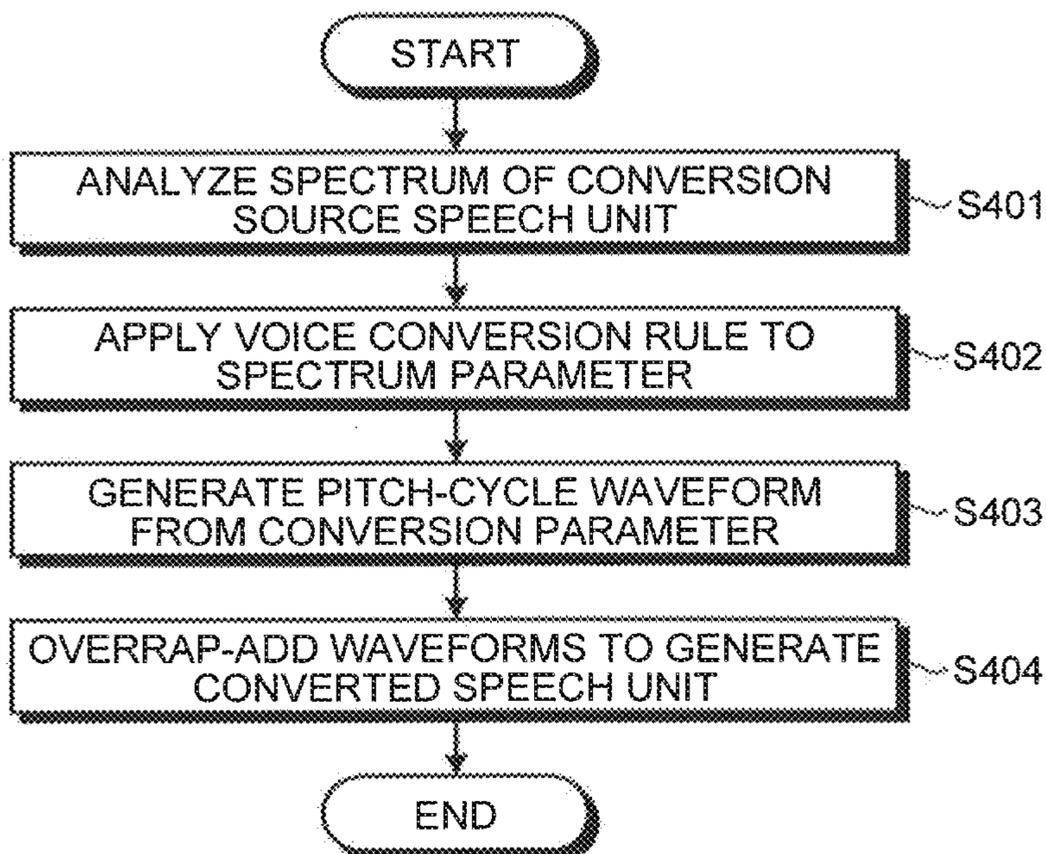 START
ANALYZE SPECTRUM OF CONVERSION
SOURCE SPEECH UNIT
S401
APPLY VOICE CONVERSION RULE TO
SPECTRUM PARAMETER
S402
GENERATE PITCH-CYCLE WAVEFORM
FROM CONVERSION PARAMETER
S403
OVERRAP-ADD WAVEFORMS TO GENERATE
CONVERTED SPEECH UNIT
S404
END